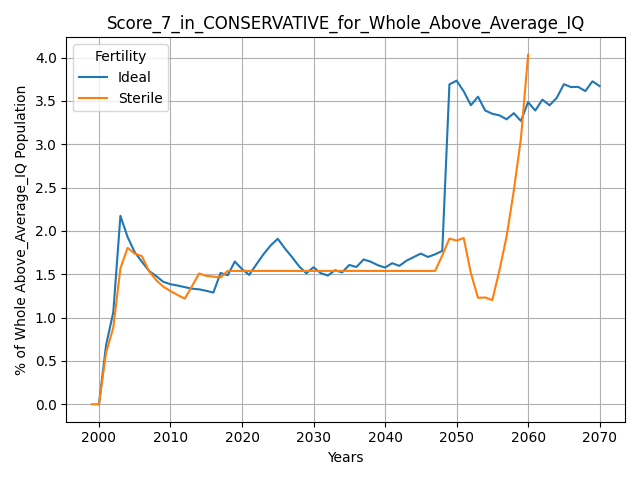 Score_7_in_CONSERVATIVE_for_Whole_Above_Average_IQ
Fertility
Ideal
Sterile
% of Whole Above_Average_IQ Population
4.0
3.5
3.0
2.5
2.0
1.5
1.0
0.5
0.0
2000 2010 2020 2030 2040 2050 2060 2070
Years